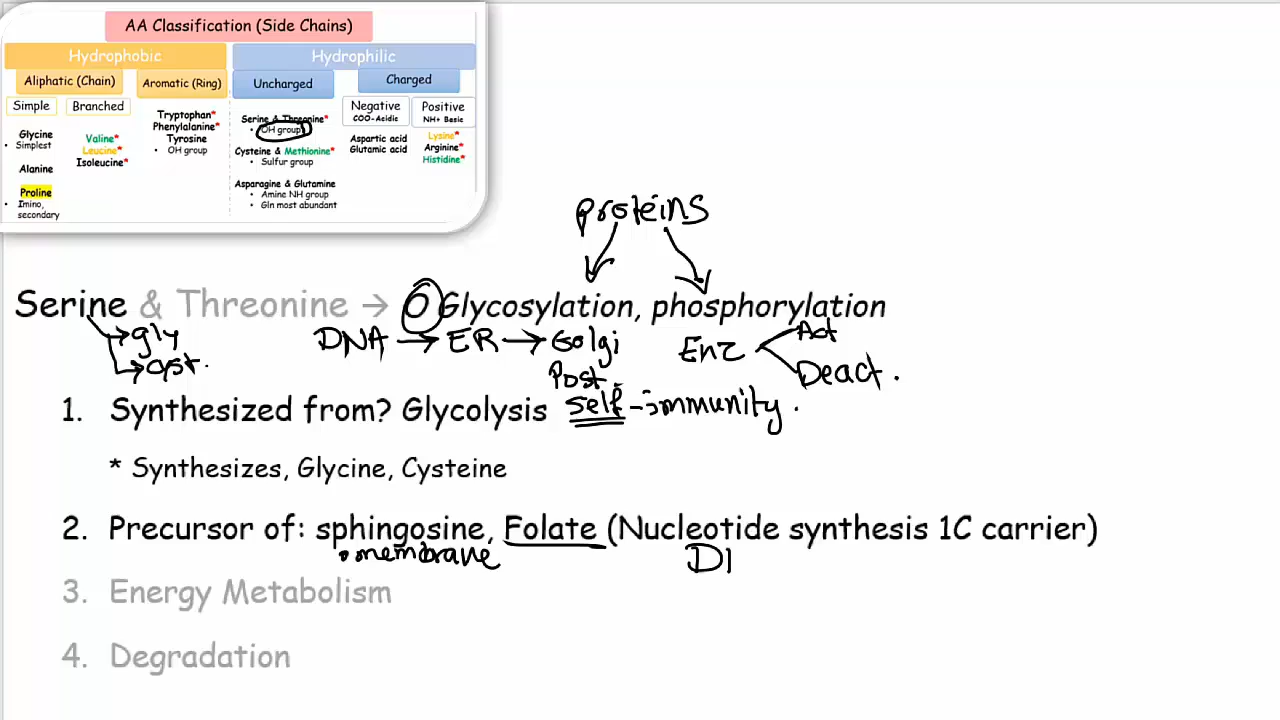 AA Classification (Side Chains)
Hydrophobic
Hydrophilic
Aliphatic (Chain)
Aromatic (Ring)
Uncharged
Charged
Simple
Branched
Negative
COO-Acidic
Positive
NH+ Basic
Glycine
• Simplest
Alanine
Proline
• Imino,
secondary
Valine*
Leucine*
Isoleucine*
Tryptophan*
Phenylalanine*
Tyrosine
• OH group
Serine & Threonine*
• OH group
Cysteine & Methionine*
• Sulfur group
Asparagine & Glutamine
• Amine NH group
• Gln most abundant
Aspartic acid
Glutamic acid
Lysine*
Arginine*
Histidine*
proteins
Serine & Threonine → O Glycosylation, phosphorylation
→ gly
→ cyst.
DNA → ER → Golgi
Post
Enz
Act
Deact.
1. Synthesized from? Glycolysis
self-immunity.
* Synthesizes, Glycine, Cysteine
2. Precursor of: sphingosine, Folate (Nucleotide synthesis 1C carrier)
• membrane
3. Energy Metabolism
4. Degradation